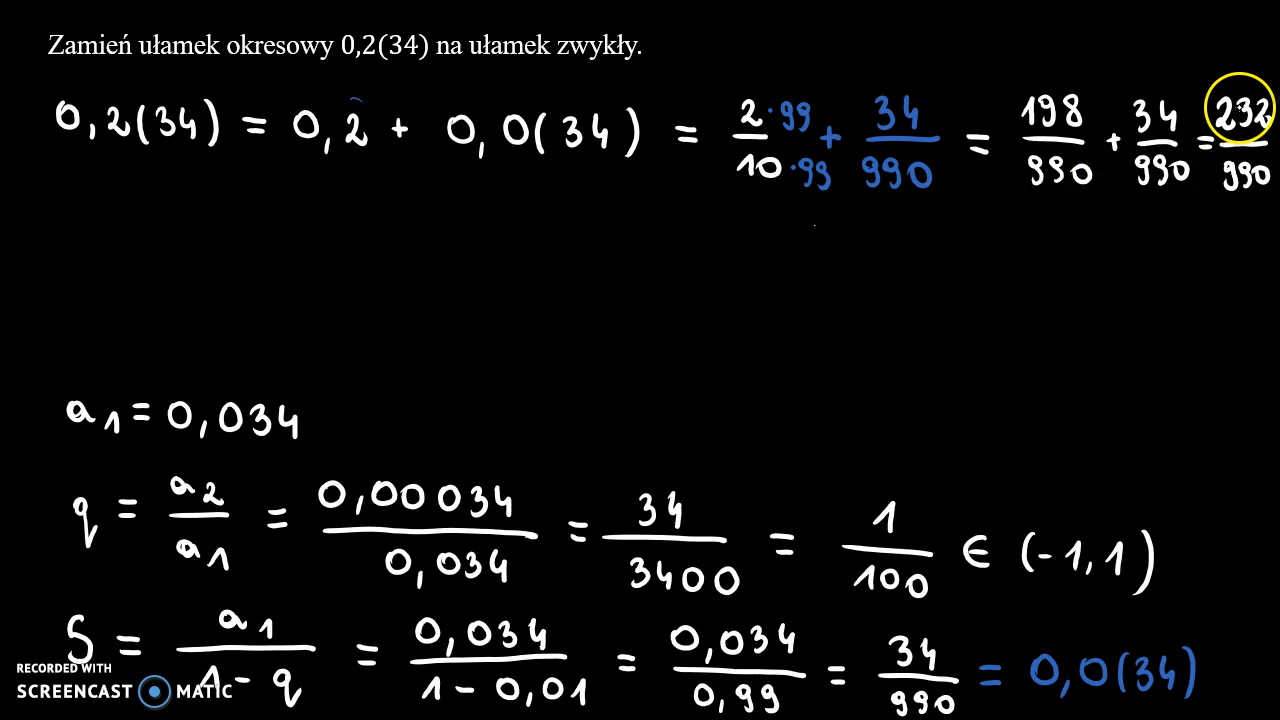 Zamień ułamek okresowy 0,2(34) na ułamek zwykły.
0,2(34) = 0,2 + 0,0(34) = 2·99/10·99 + 34/990 = 198/990 + 34/990 = 232/990
a1 = 0,034
q = a2/a1 = 0,00034/0,034 = 34/3400 = 1/100 ∈ (-1,1)
S = a1/1-q = 0,034/1-0,01 = 0,034/0,99 = 34/990 = 0,0(34)
RECORDED WITH
SCREENCAST MATIC